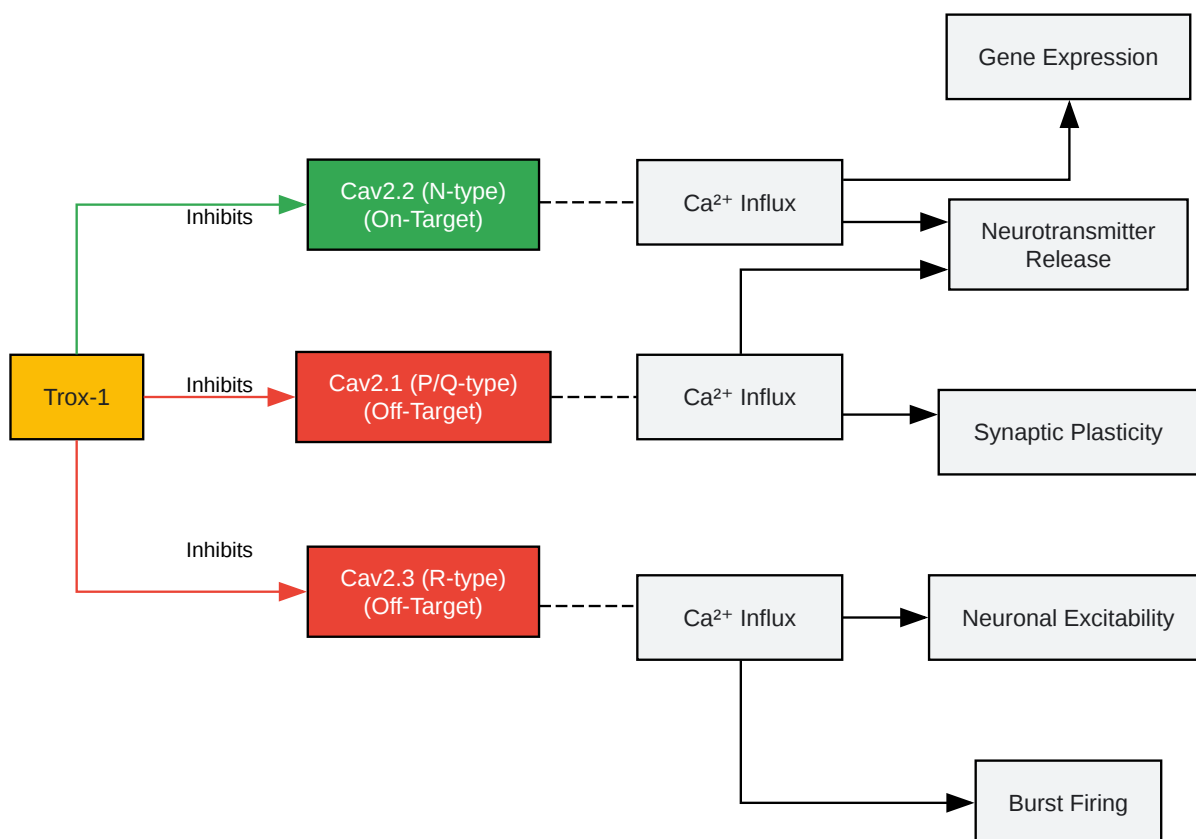 Gene Expression
Inhibits
Cav2.2 (N-type)
(On-Target)
Ca²⁺ Influx
Neurotransmitter
Release
Trox-1
Inhibits
Cav2.1 (P/Q-type)
(Off-Target)
Ca²⁺ Influx
Synaptic Plasticity
Inhibits
Cav2.3 (R-type)
(Off-Target)
Ca²⁺ Influx
Neuronal Excitability
Burst Firing